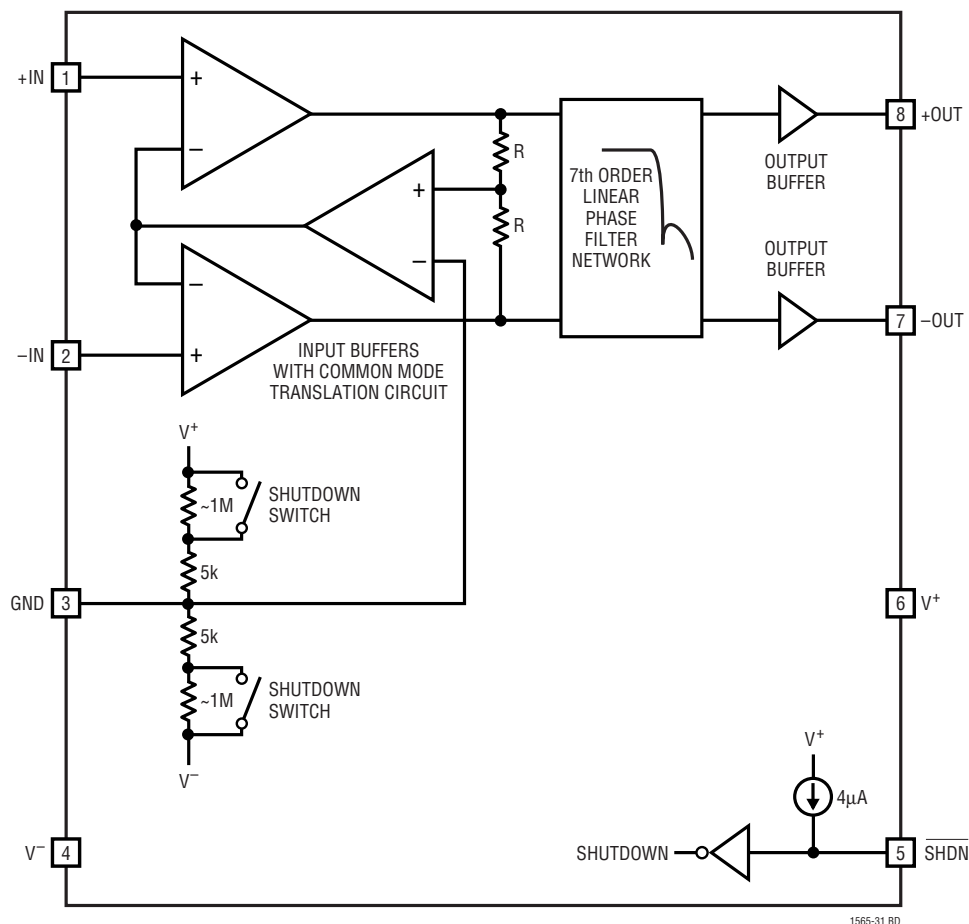 +IN 1
+
−
R
8 +OUT
OUTPUT
BUFFER
7th ORDER
LINEAR
PHASE
FILTER
NETWORK
+
−
R
OUTPUT
BUFFER
7 −OUT
−
+
−IN 2
INPUT BUFFERS
WITH COMMON MODE
TRANSLATION CIRCUIT
V+
~1M
SHUTDOWN
SWITCH
5k
GND 3
6 V+
5k
~1M
SHUTDOWN
SWITCH
V−
V+
4µA
V− 4
SHUTDOWN
5 SHDN
1565-31 BD